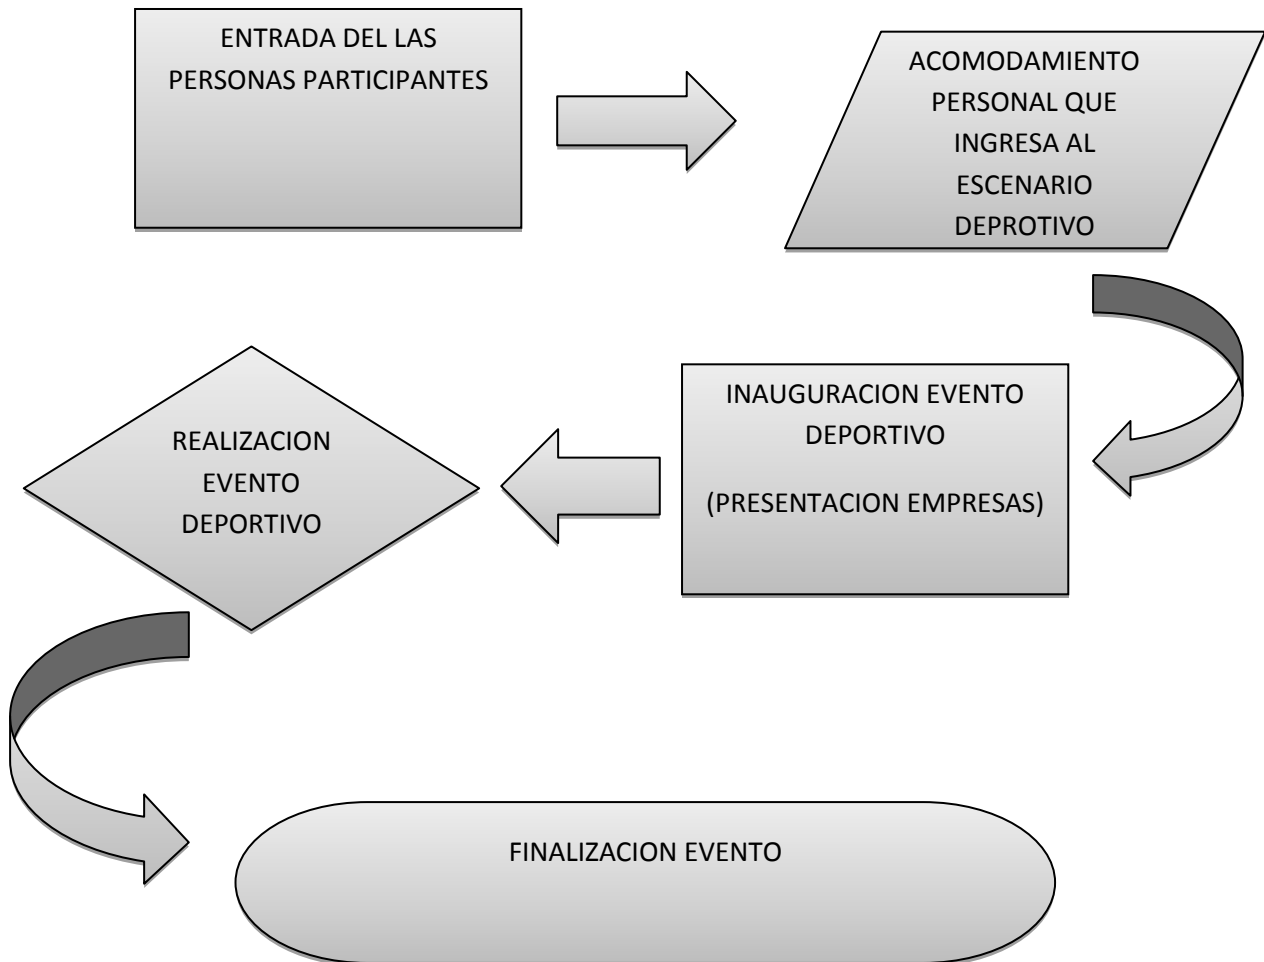 ENTRADA DEL LAS
PERSONAS PARTICIPANTES
ACOMODAMIENTO
PERSONAL QUE
INGRESA AL
ESCENARIO
DEPROTIVO
INAUGURACION EVENTO
DEPORTIVO
(PRESENTACION EMPRESAS)
REALIZACION
EVENTO
DEPORTIVO
FINALIZACION EVENTO